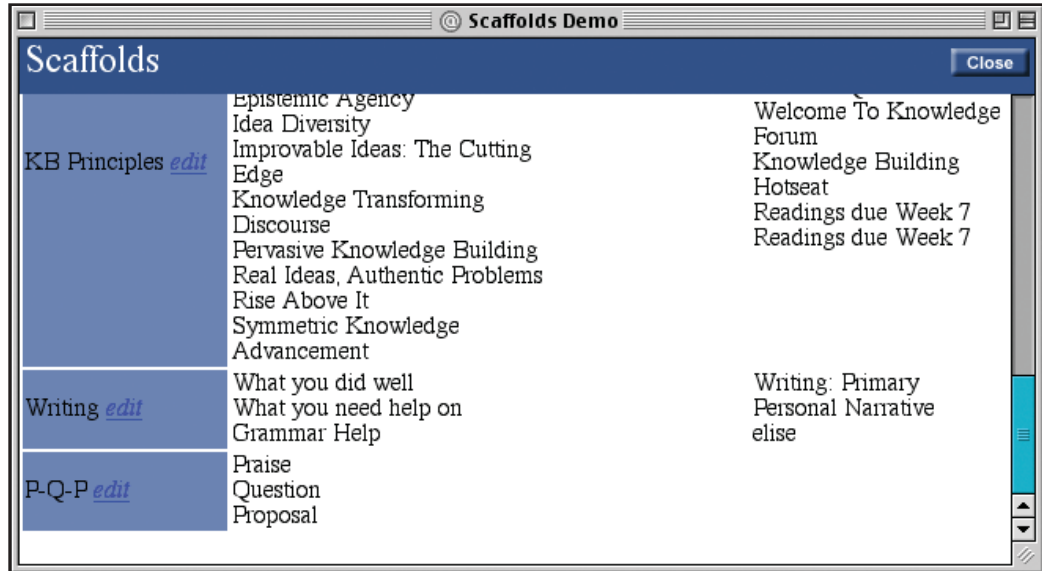 Scaffolds Demo
Scaffolds
Close
KB Principles edit
Epistemic Agency
Idea Diversity
Improvable Ideas: The Cutting
Edge
Knowledge Transforming
Discourse
Pervasive Knowledge Building
Real Ideas, Authentic Problems
Rise Above It
Symmetric Knowledge
Advancement
Welcome To Knowledge
Forum
Knowledge Building
Hotseat
Readings due Week 7
Readings due Week 7
Writing edit
What you did well
What you need help on
Grammar Help
Writing: Primary
Personal Narrative
elise
P-Q-P edit
Praise
Question
Proposal